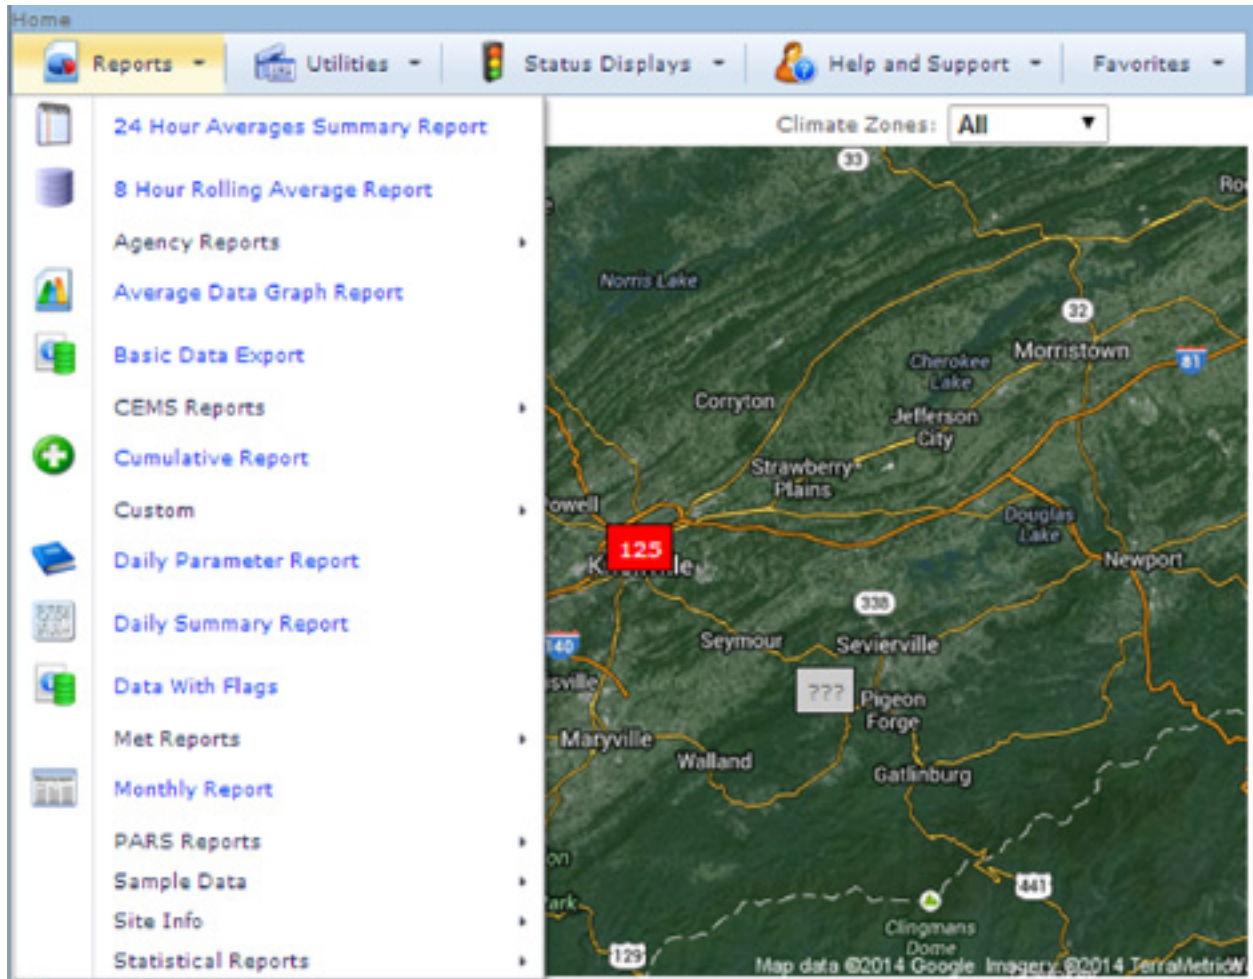 Home
Reports
Utilities
Status Displays
Help and Support
Favorites
24 Hour Averages Summary Report
8 Hour Rolling Average Report
Agency Reports
Average Data Graph Report
Basic Data Export
CEMS Reports
Cumulative Report
Custom
Daily Parameter Report
Daily Summary Report
Data With Flags
Met Reports
Monthly Report
PARS Reports
Sample Data
Site Info
Statistical Reports
Climate Zones: All
33
Norris Lake
32
Morristown
81
Cherokee
Lake
Corryton
Jefferson
City
Strawberry
Plains
Powell
Douglas
Lake
125
Newport
338
140
Seymour
Sevierville
???
Pigeon
Forge
Maryville
Walland
Gatlinburg
441
Clingmans
Dome
129
Map data ©2014 Google Imagery ©2014 TerraMetrics